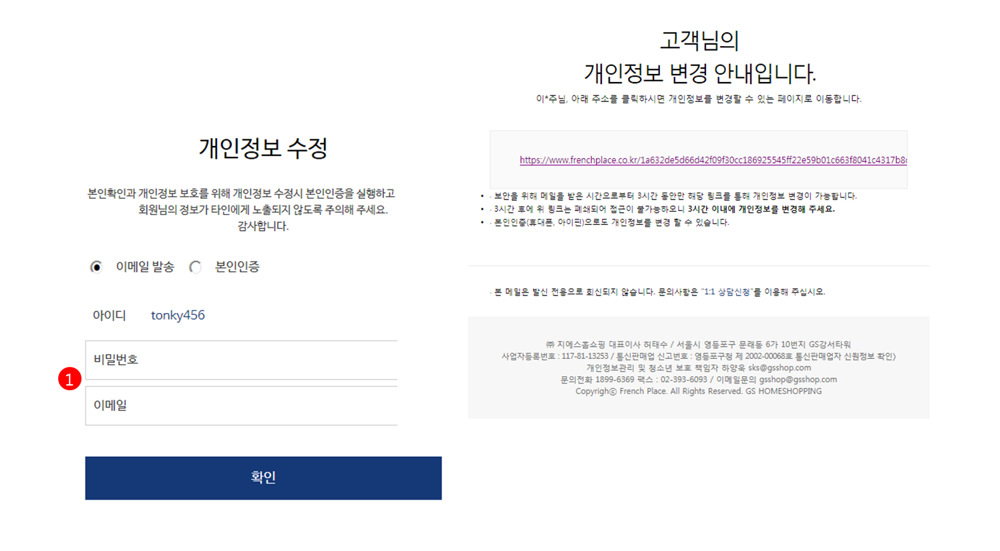 개인정보 수정
본인확인과 개인정보 보호를 위해 개인정보 수정시 본인인증을 실행하고
회원님의 정보가 타인에게 노출되지 않도록 주의해 주세요.
감사합니다.
이메일 발송 본인인증
아이디 tonky456
비밀번호
1
이메일
확인
고객님의
개인정보 변경 안내입니다.
이*주님, 아래 주소를 클릭하시면 개인정보를 변경할 수 있는 페이지로 이동합니다.
https://www.frenchplace.co.kr/1a632de5d66d42f09f30cc186925545ff22e59b01c663f8041c4317b8
• 보안을 위해 메일을 받은 시간으로부터 3시간 동안만 해당 링크를 통해 개인정보 변경이 가능합니다.
• 3시간 후에 위 링크는 폐쇄되어 접근이 불가능하오니 3시간 이내에 개인정보를 변경해 주세요.
• 본인인증(휴대폰, 아이핀)으로도 개인정보를 변경 할 수 있습니다.
본 메일은 발신 전용으로 회신되지 않습니다. 문의사항은 "1:1 상담신청"를 이용해 주십시오.
㈜ 지에스홈쇼핑 대표이사 허태수 / 서울시 영등포구 문래동 6가 10번지 GS강서타워
사업자등록번호 : 117-81-13253 / 통신판매업 신고번호 : 영등포구청 제 2002-00068호 통신판매업자 신원정보 확인〉
개인정보관리 및 청소년 보호 책임자 하양욱 sks@gsshop.com
문의전화 1899-6369 팩스 : 02-393-6093 / 이메일문의 gsshop@gsshop.com
Copyrighⓒ French Place. All Rights Reserved. GS HOMESHOPPING